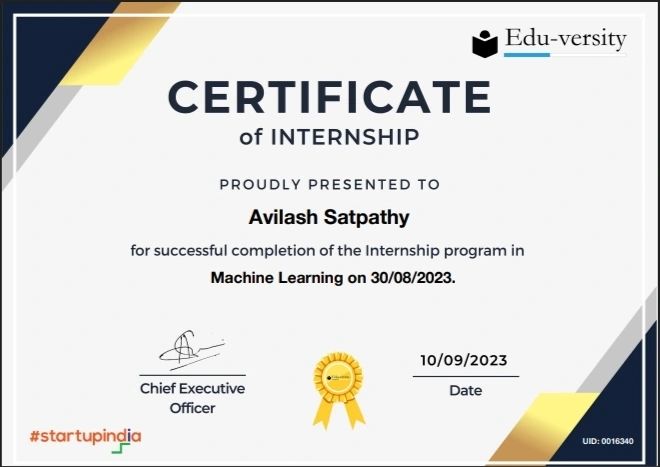 Edu-versity
CERTIFICATE
of INTERNSHIP
PROUDLY PRESENTED TO
Avilash Satpathy
for successful completion of the Internship program in
Machine Learning on 30/08/2023.
10/09/2023
Chief Executive
Officer
Date
#startupindia
UID: 0016340